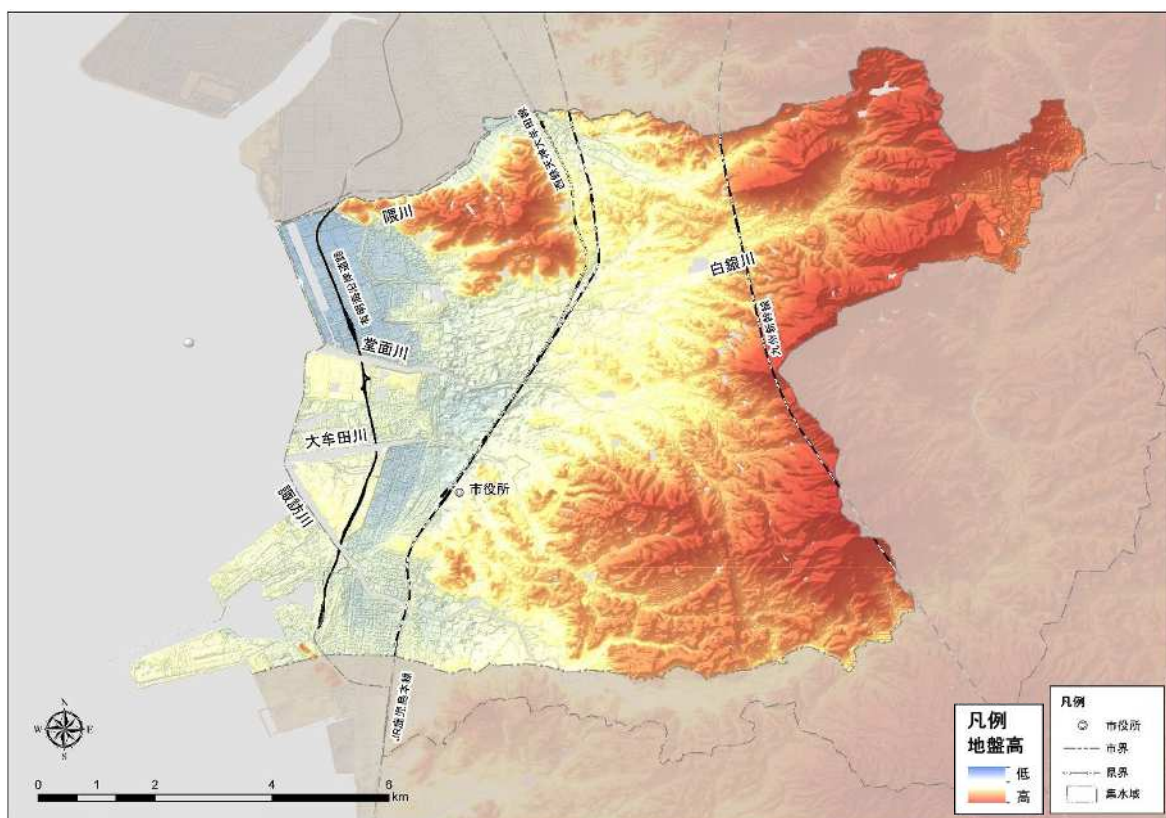 西鉄天神大牟田線
隈川
有明海沿岸道路
白銀川
九州新幹線
堂面川
大牟田川
市役所
諏訪川
JR鹿児島本線
N
W
E
S
0 1 2 4 6
km
凡例
地盤高
低
高
凡例
市役所
市界
県界
集水域